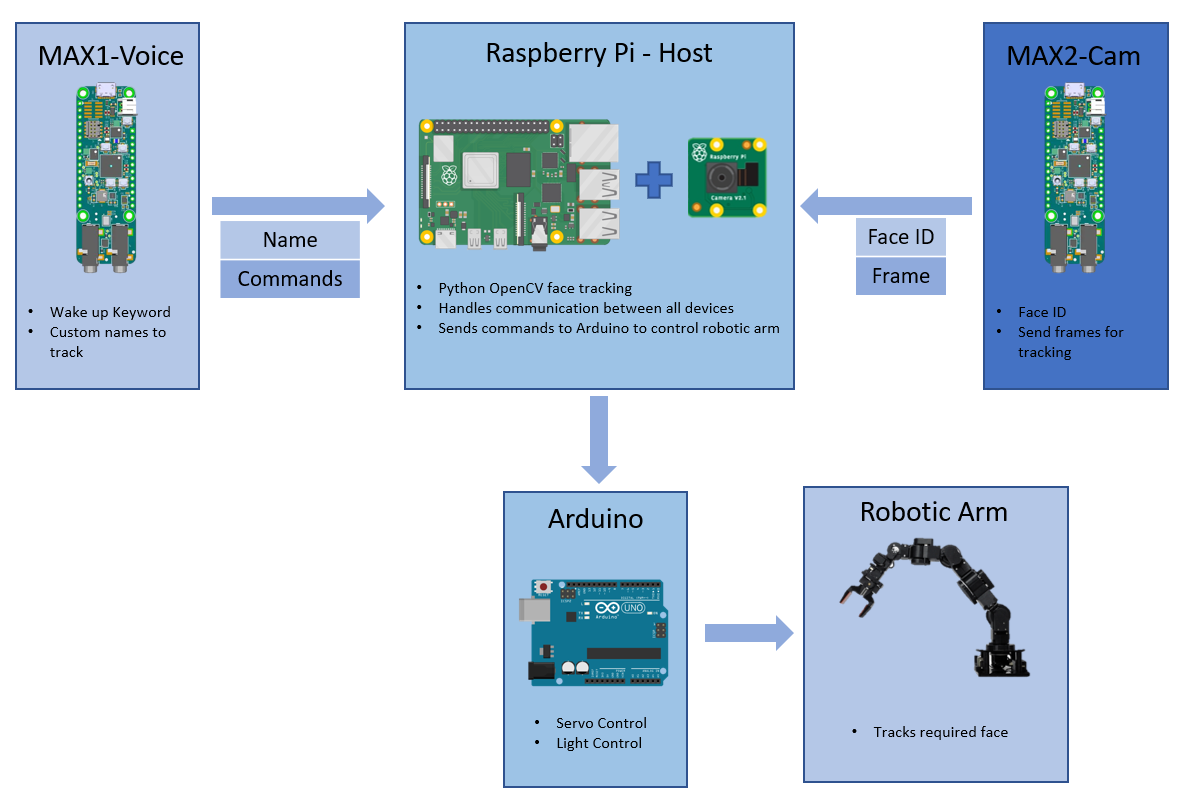 MAX1-Voice
Raspberry Pi - Host
MAX2-Cam
Raspberry Pi
Camera V2.1
Name
Commands
Face ID
Frame
• Wake up Keyword
• Custom names to
track
• Python OpenCV face tracking
• Handles communication between all devices
• Sends commands to Arduino to control robotic arm
• Face ID
• Send frames for
tracking
Arduino
UNO
Arduino
• Servo Control
• Light Control
Robotic Arm
• Tracks required face